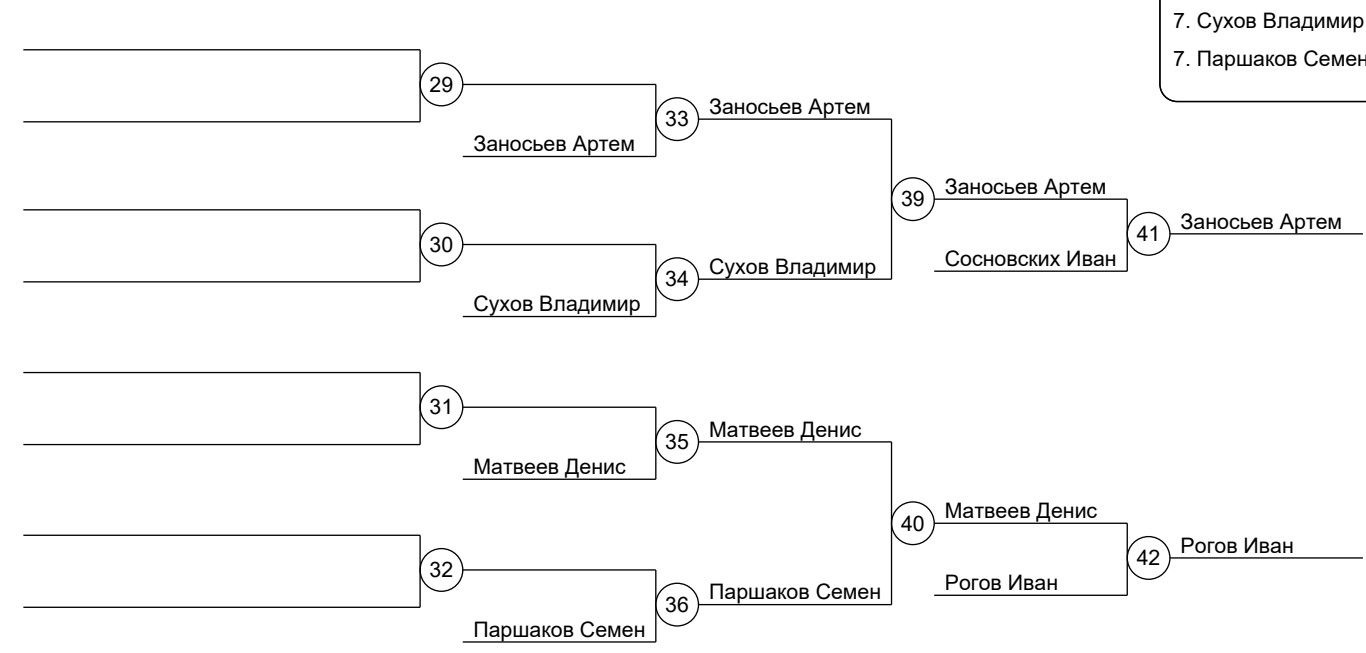 7. Сухов Владимир
7. Паршаков Семен
29
33
Заносьев Артем
Заносьев Артем
39
Заносьев Артем
41
Заносьев Артем
30
34
Сухов Владимир
Сосновских Иван
Сухов Владимир
31
35
Матвеев Денис
Матвеев Денис
40
Матвеев Денис
42
Рогов Иван
32
36
Паршаков Семен
Рогов Иван
Паршаков Семен